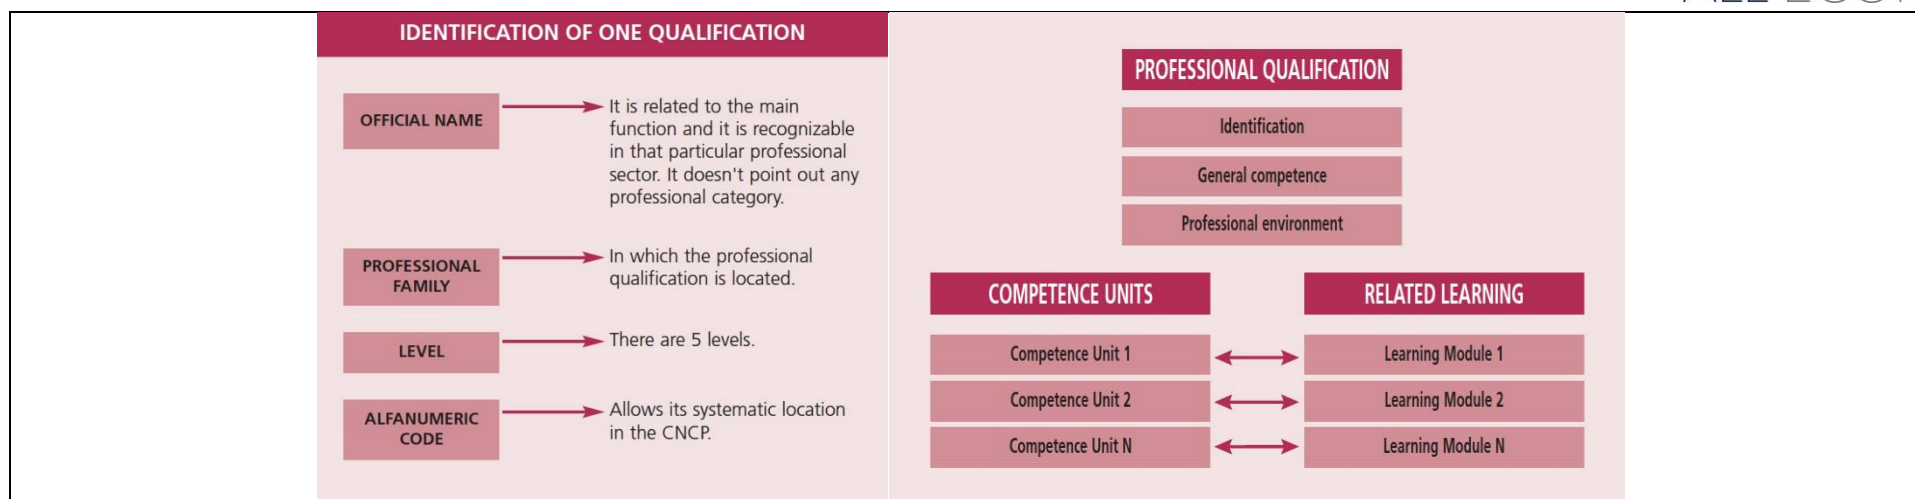 IDENTIFICATION OF ONE QUALIFICATION
OFFICIAL NAME
It is related to the main
function and it is recognizable
in that particular professional
sector. It doesn't point out any
professional category.
PROFESSIONAL
FAMILY
In which the professional
qualification is located.
LEVEL
There are 5 levels.
ALFANUMERIC
CODE
Allows its systematic location
in the CNCP.
PROFESSIONAL QUALIFICATION
Identification
General competence
Professional environment
COMPETENCE UNITS
RELATED LEARNING
Competence Unit 1
Learning Module 1
Competence Unit 2
Learning Module 2
Competence Unit N
Learning Module N